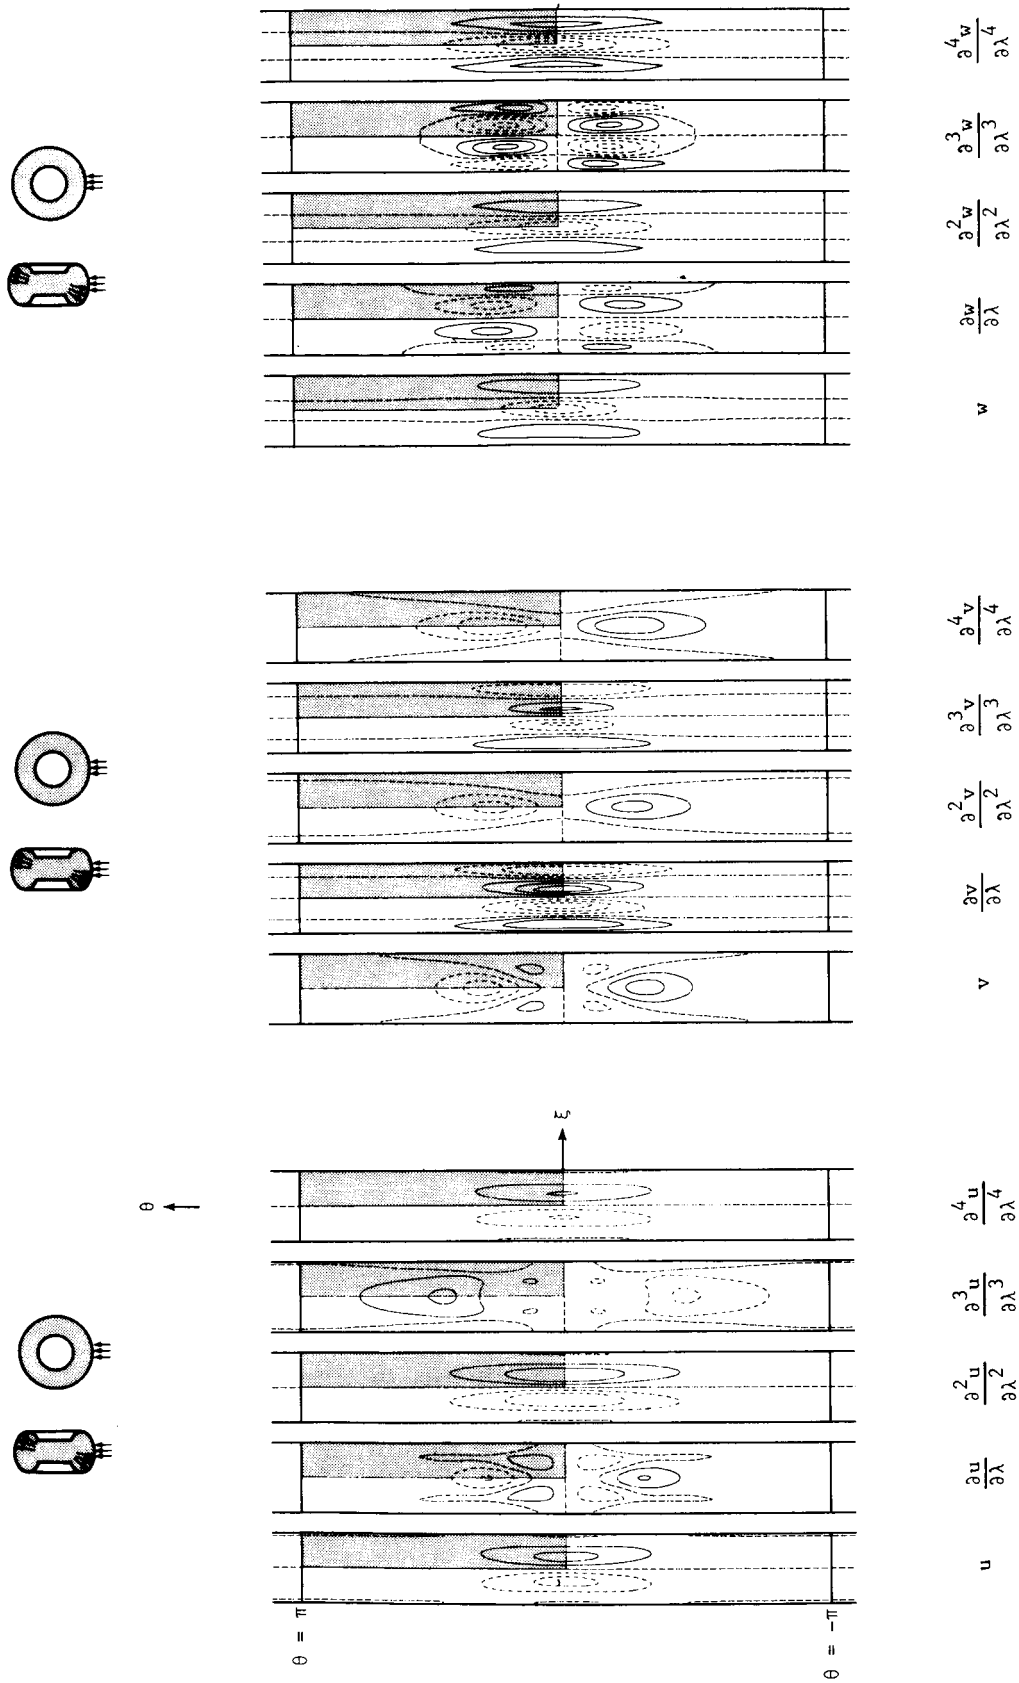 ∂⁴w/∂λ⁴
∂³w/∂λ³
∂²w/∂λ²
∂w/∂λ
w
∂⁴v/∂λ⁴
∂³v/∂λ³
∂²v/∂λ²
∂v/∂λ
v
ξ
θ
∂⁴u/∂λ⁴
∂³u/∂λ³
∂²u/∂λ²
∂u/∂λ
u
θ = π
θ = -π